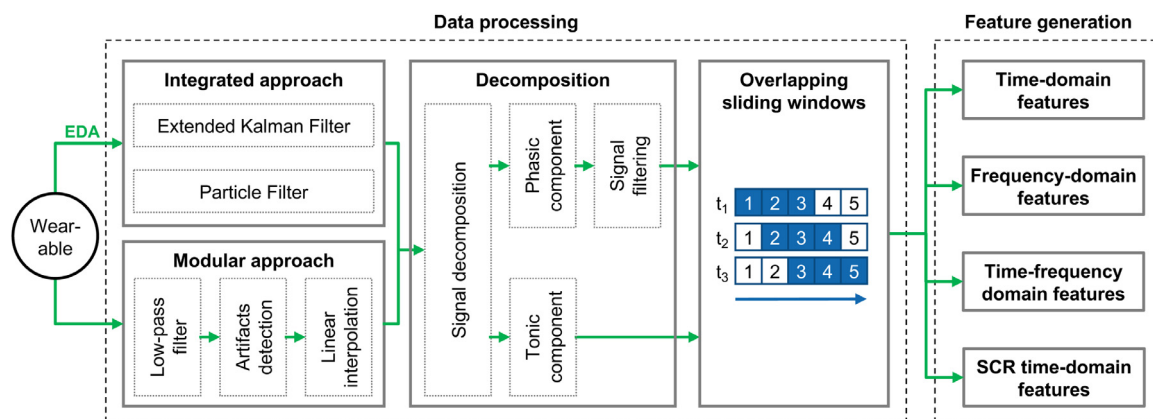 Data processing
Feature generation
EDA
Wear-
able
Integrated approach
Extended Kalman Filter
Particle Filter
Modular approach
Low-pass
filter
Artifacts
detection
Linear
interpolation
Decomposition
Signal decomposition
Phasic
component
Signal
filtering
Tonic
component
Overlapping
sliding windows
t1 1 2 3 4 5
t2 1 2 3 4 5
t3 1 2 3 4 5
Time-domain
features
Frequency-domain
features
Time-frequency
domain features
SCR time-domain
features